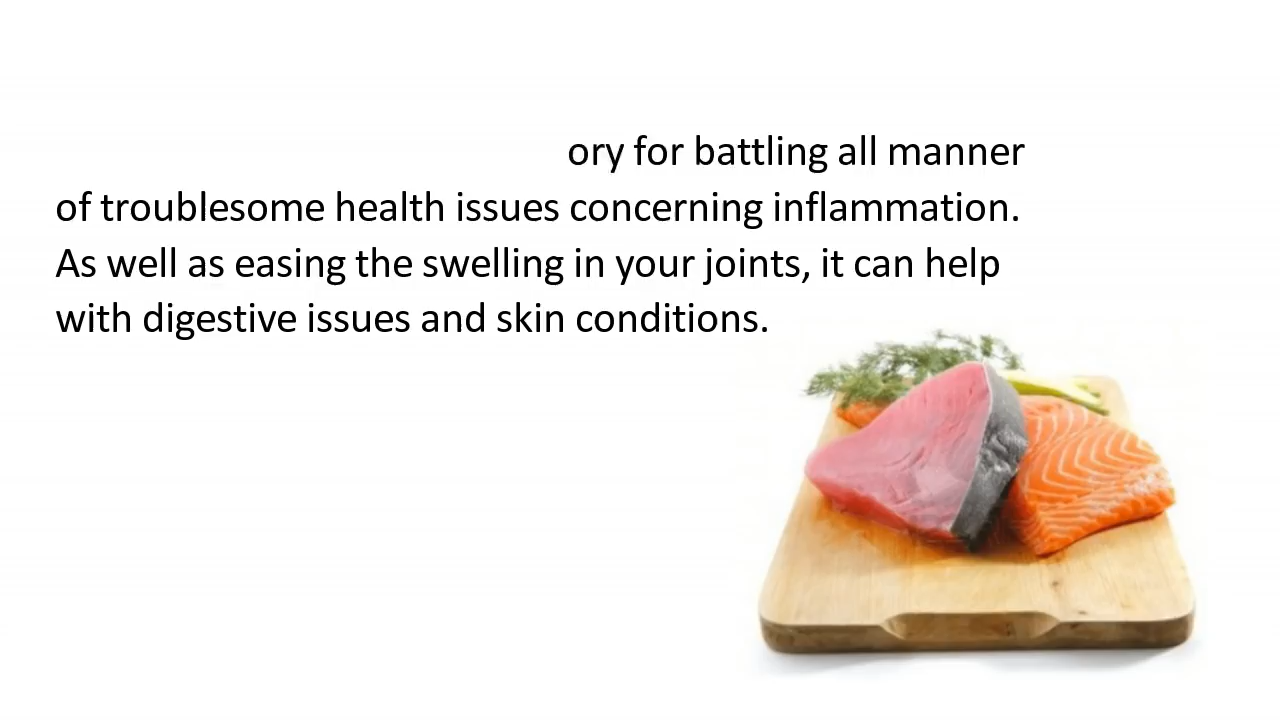 ory for battling all manner
of troublesome health issues concerning inflammation.
As well as easing the swelling in your joints, it can help
with digestive issues and skin conditions.